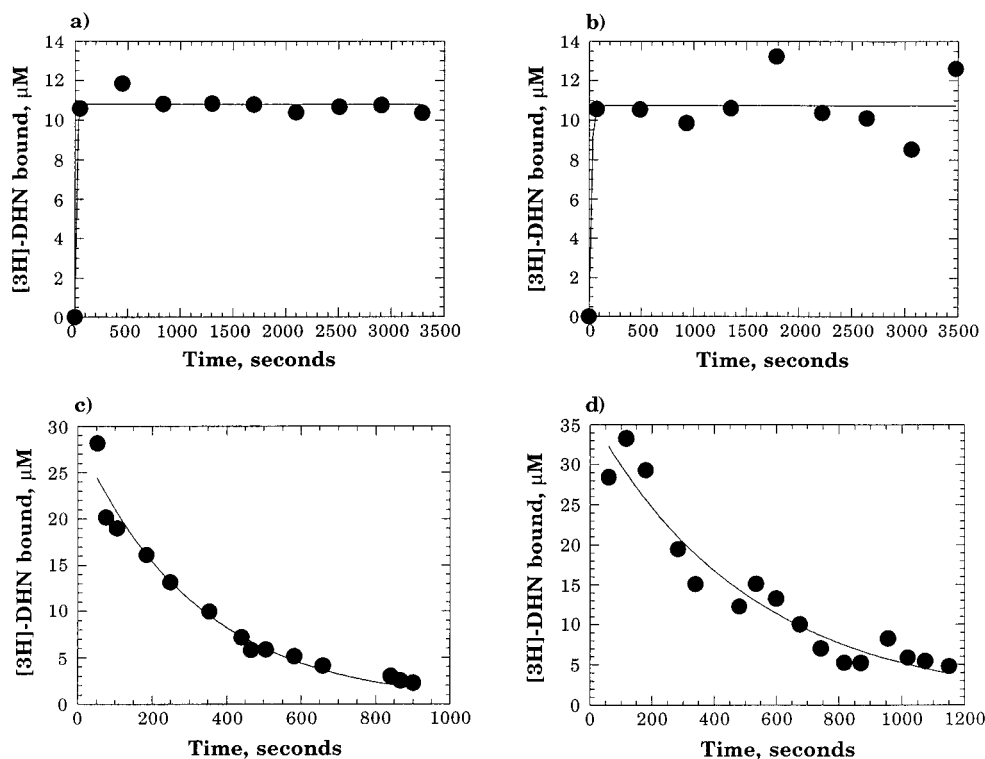 a)
14
12
10
8
6
4
2
0
[3H]-DHN bound, μM
0 500 1000 1500 2000 2500 3000 3500
Time, seconds
b)
14
12
10
8
6
4
2
0
[3H]-DHN bound, μM
0 500 1000 1500 2000 2500 3000 3500
Time, seconds
c)
30
25
20
15
10
5
0
[3H]-DHN bound, μM
0 200 400 600 800 1000
Time, seconds
d)
35
30
25
20
15
10
5
0
[3H]-DHN bound, μM
0 200 400 600 800 1000 1200
Time, seconds